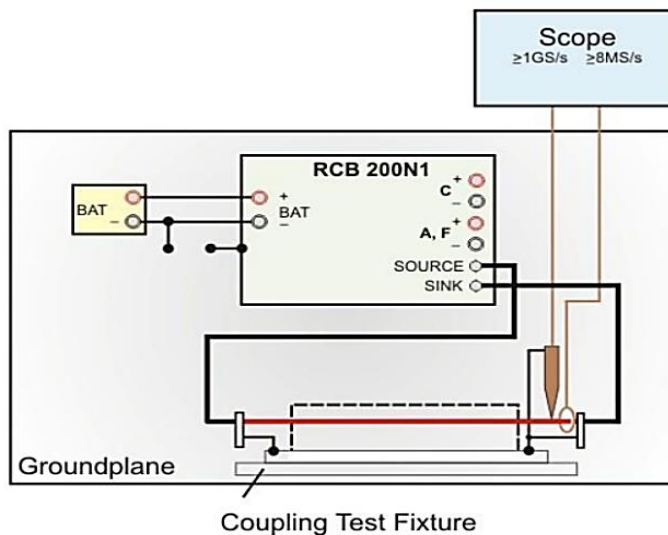 Scope
≥1GS/s ≥8MS/s
RCB 200N1
C + −
BAT −
+ BAT −
A, F + −
SOURCE
SINK
Groundplane
Coupling Test Fixture